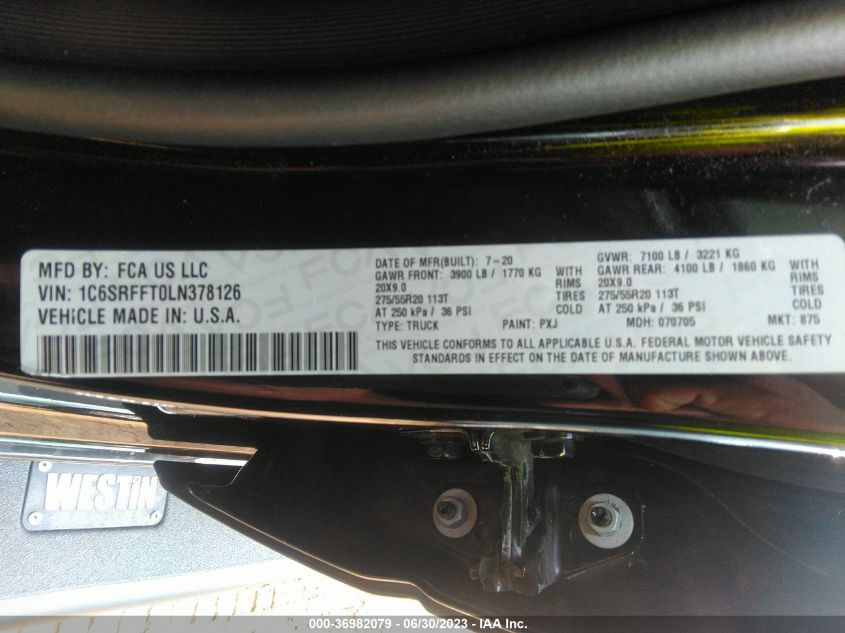 MFD BY: FCA US LLC
VIN: 1C6SRFFT0LN378126
VEHICLE MADE IN: U.S.A.
DATE OF MFR(BUILT): 7-20
GAWR FRONT: 3900 LB / 1770 KG WITH
20X9.0 RIMS
275/55R20 113T TIRES
AT 250 kPa / 36 PSI COLD
TYPE: TRUCK PAINT: PXJ
GVWR: 7100 LB / 3221 KG
GAWR REAR: 4100 LB / 1860 KG WITH
20X9.0 RIMS
275/55R20 113T TIRES
AT 250 kPa / 36 PSI COLD
MDH: 070705 MKT: 875
THIS VEHICLE CONFORMS TO ALL APPLICABLE U.S.A. FEDERAL MOTOR VEHICLE SAFETY
STANDARDS IN EFFECT ON THE DATE OF MANUFACTURE SHOWN ABOVE.
WESTiN
000-36982079 - 06/30/2023 - IAA, Inc.